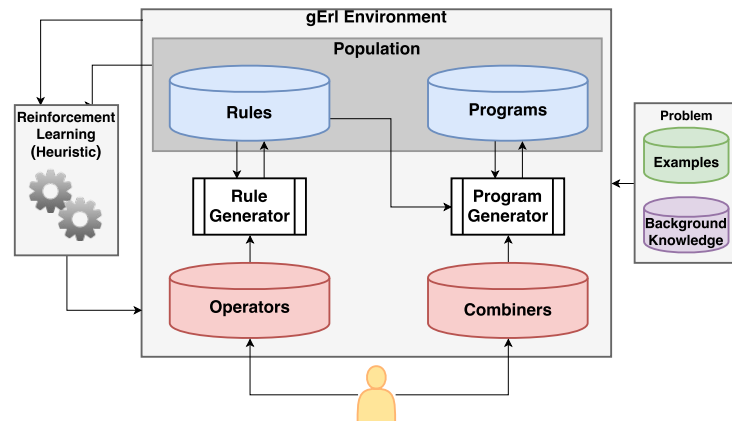 gErl Environment
Population
Rules
Programs
Reinforcement
Learning
(Heuristic)
Problem
Examples
Background
Knowledge
Rule
Generator
Program
Generator
Operators
Combiners